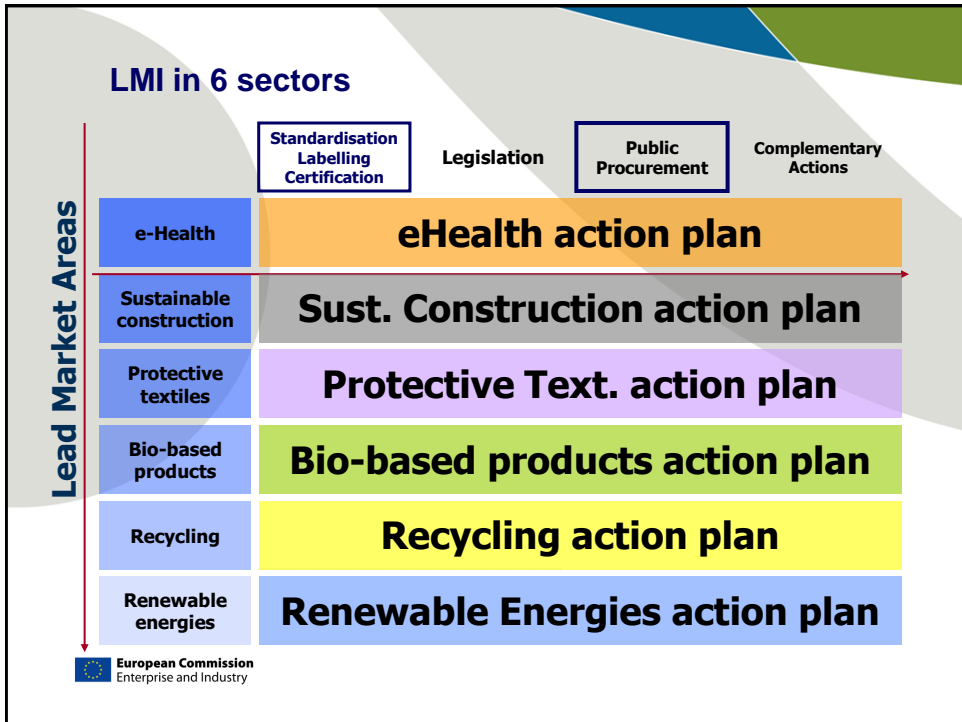 LMI in 6 sectors
Standardisation
Labelling
Certification
Legislation
Public
Procurement
Complementary
Actions
Lead Market Areas
e-Health
eHealth action plan
Sustainable
construction
Sust. Construction action plan
Protective
textiles
Protective Text. action plan
Bio-based
products
Bio-based products action plan
Recycling
Recycling action plan
Renewable
energies
Renewable Energies action plan
European Commission
Enterprise and Industry